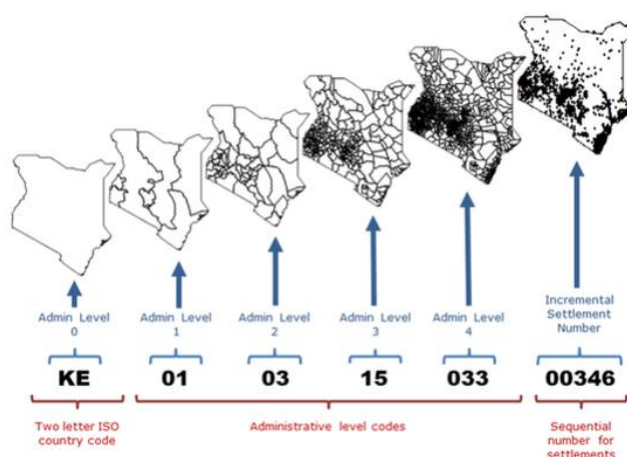 Admin Level
0
Admin Level
1
Admin Level
2
Admin Level
3
Admin Level
4
Incremental
Settlement
Number
KE
01
03
15
033
00346
Two letter ISO
country code
Administrative level codes
Sequential
number for
settlements